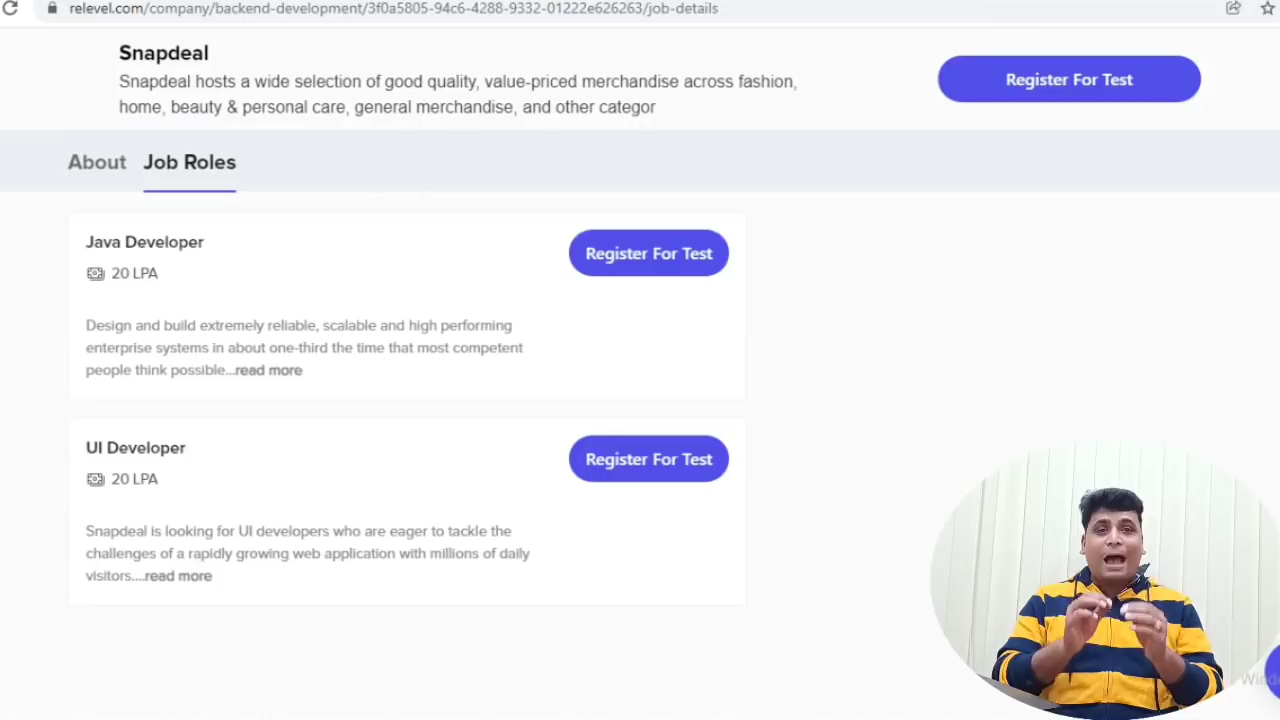 relevel.com/company/backend-development/3f0a5805-94c6-4288-9332-01222e626263/job-details
Snapdeal
Snapdeal hosts a wide selection of good quality, value-priced merchandise across fashion,
home, beauty & personal care, general merchandise, and other categor
Register For Test
About Job Roles
Java Developer
20 LPA
Register For Test
Design and build extremely reliable, scalable and high performing
enterprise systems in about one-third the time that most competent
people think possible...read more
UI Developer
20 LPA
Register For Test
Snapdeal is looking for UI developers who are eager to tackle the
challenges of a rapidly growing web application with millions of daily
visitors....read more